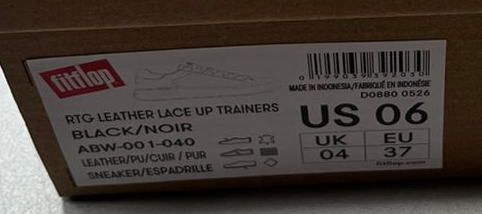 fitflop
RTG LEATHER LACE UP TRAINERS
BLACK/NOIR
ABW-001-040
LEATHER/PU/CUIR / PUR
SNEAKER/ESPADRILLE
MADE IN INDONESIA/FABRIQUÉ EN INDONÉSIE
D0880 0526
US 06
UK EU
04 37
fitflop.com